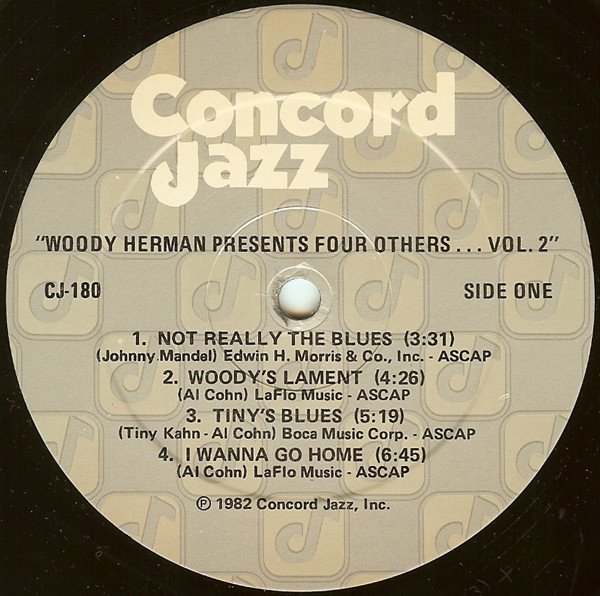 Concord
Jazz
"WOODY HERMAN PRESENTS FOUR OTHERS... VOL. 2"
CJ-180 SIDE ONE
1. NOT REALLY THE BLUES (3:31)
(Johnny Mandel) Edwin H. Morris & Co., Inc. - ASCAP
2. WOODY'S LAMENT (4:26)
(Al Cohn) LaFlo Music - ASCAP
3. TINY'S BLUES (5:19)
(Tiny Kahn - Al Cohn) Boca Music Corp. - ASCAP
4. I WANNA GO HOME (6:45)
(Al Cohn) LaFlo Music - ASCAP
℗ 1982 Concord Jazz, Inc.